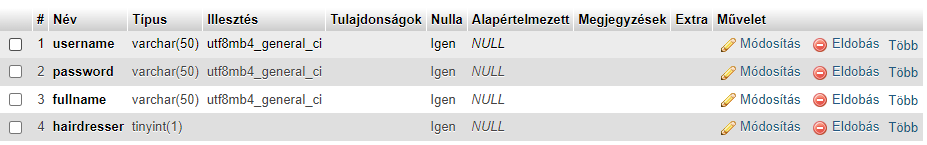 # Név Típus Illesztés Tulajdonságok Nulla Alapértelmezett Megjegyzések Extra Művelet
1 username varchar(50) utf8mb4_general_ci Igen NULL Módosítás Eldobás Több
2 password varchar(50) utf8mb4_general_ci Igen NULL Módosítás Eldobás Több
3 fullname varchar(50) utf8mb4_general_ci Igen NULL Módosítás Eldobás Több
4 hairdresser tinyint(1) Igen NULL Módosítás Eldobás Több